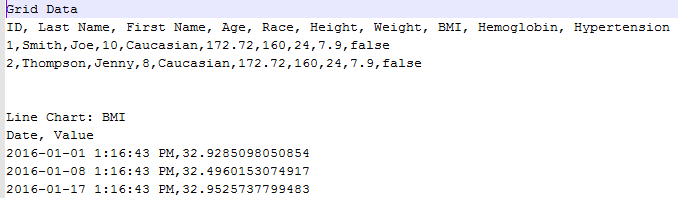 Grid Data
ID, Last Name, First Name, Age, Race, Height, Weight, BMI, Hemoglobin, Hypertension
1,Smith,Joe,10,Caucasian,172.72,160,24,7.9,false
2,Thompson,Jenny,8,Caucasian,172.72,160,24,7.9,false
Line Chart: BMI
Date, Value
2016-01-01 1:16:43 PM,32.9285098050854
2016-01-08 1:16:43 PM,32.4960153074917
2016-01-17 1:16:43 PM,32.9525737799483